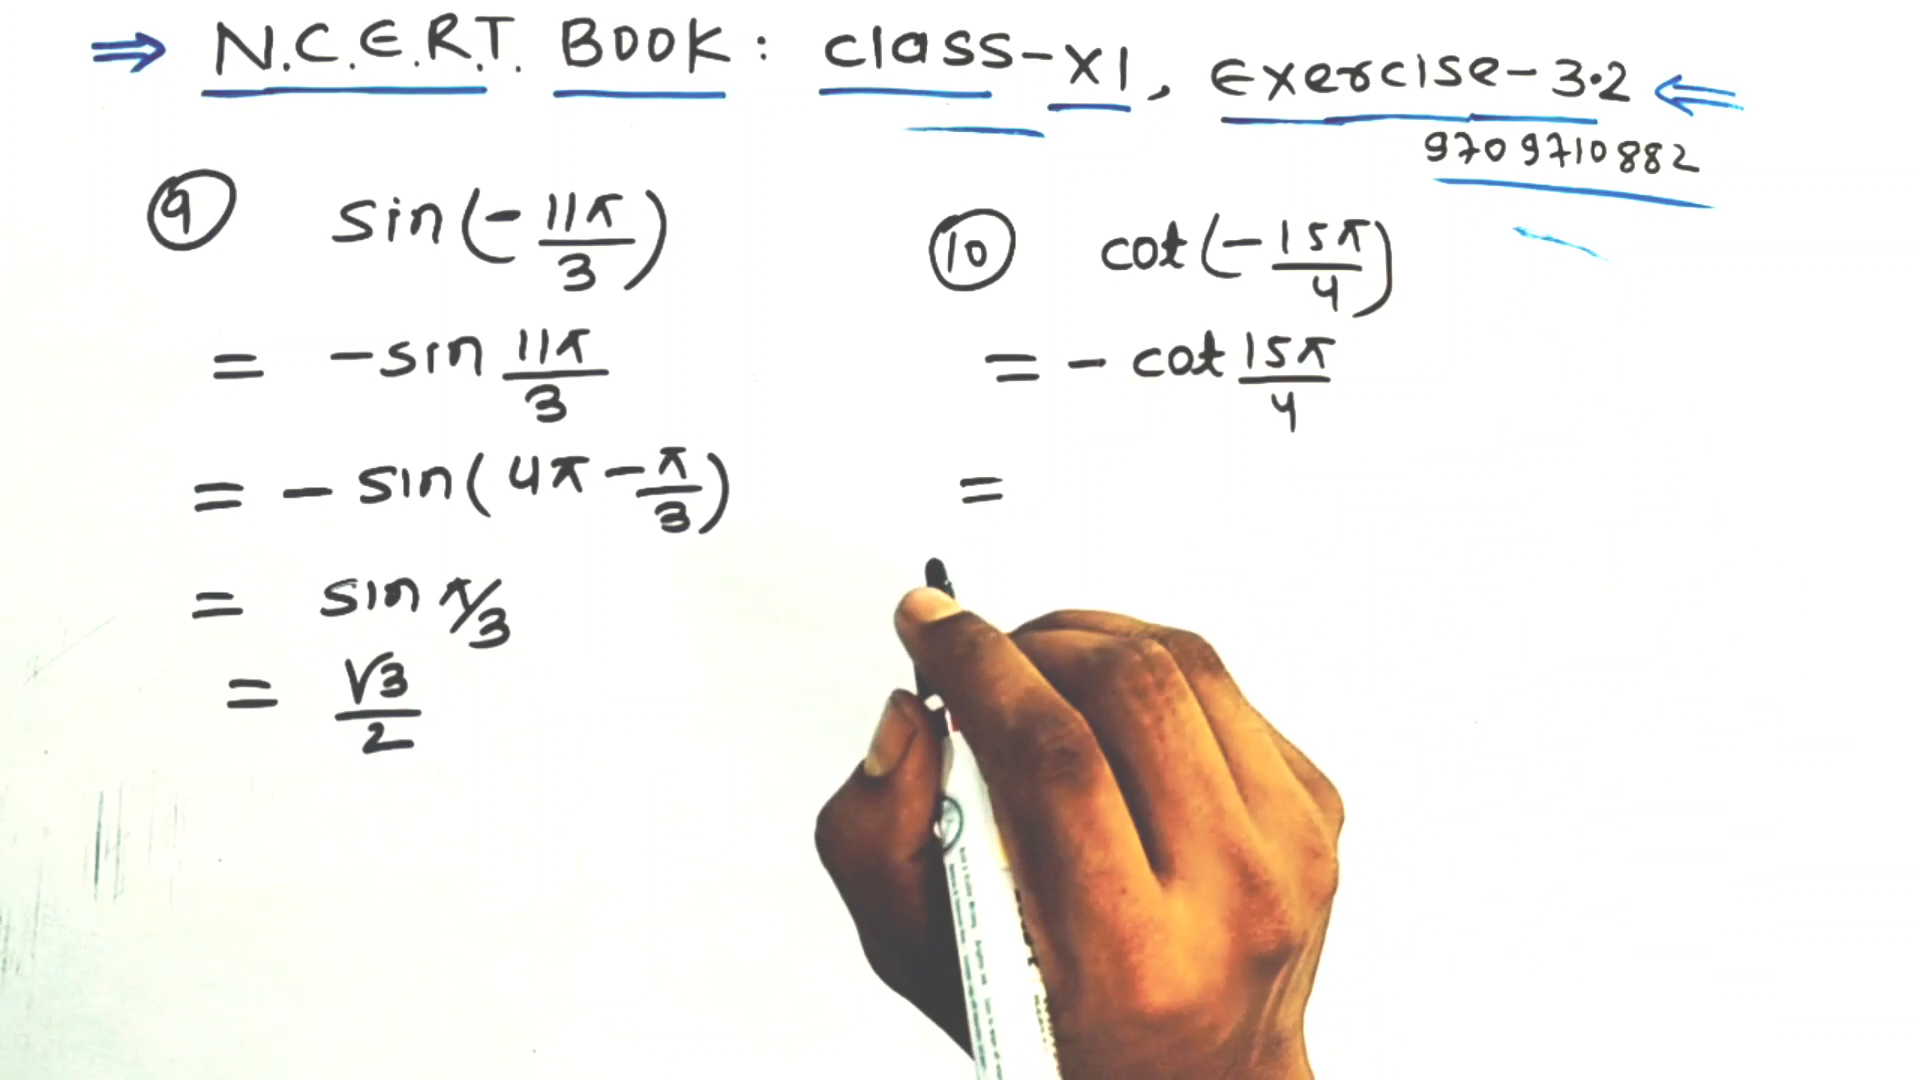 ⇒ N.C.E.R.T. BOOK: Class-XI, Exercise-3.2 ⇐
9709710882
9 sin(-11π/3)
= -sin 11π/3
= - sin(4π - π/3)
= sin π/3
= √3/2
10 cot(-15π/4)
= - cot 15π/4
=